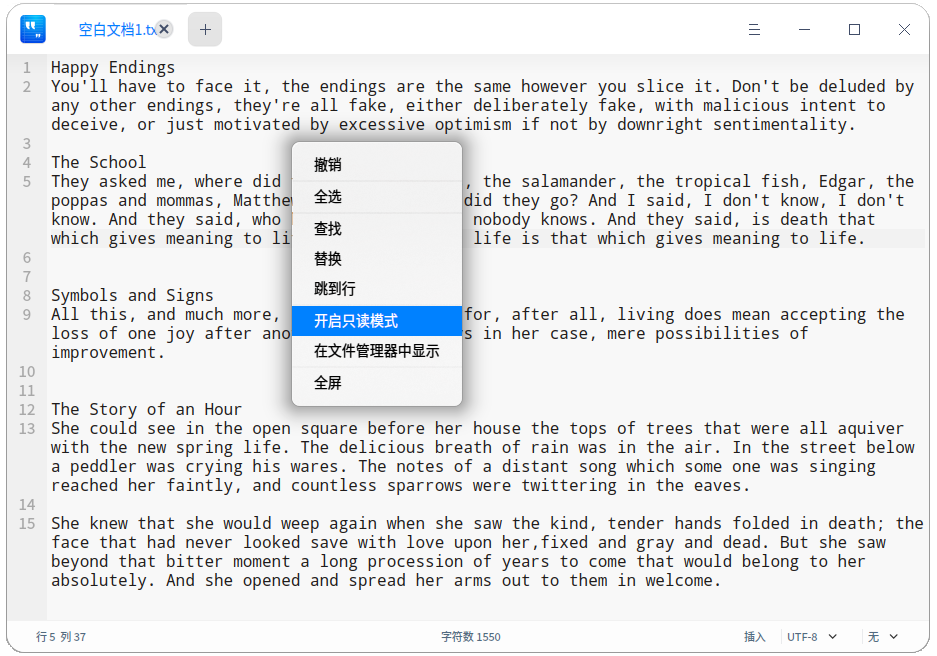 空白文档1.tx
1 Happy Endings
2 You'll have to face it, the endings are the same however you slice it. Don't be deluded by
any other endings, they're all fake, either deliberately fake, with malicious intent to
deceive, or just motivated by excessive optimism if not by downright sentimentality.
3
4 The School
5 They asked me, where did , the salamander, the tropical fish, Edgar, the
poppas and mommas, Matthew did they go? And I said, I don't know, I don't
know. And they said, who nobody knows. And they said, is death that
which gives meaning to life is that which gives meaning to life.
6
7
8 Symbols and Signs
9 All this, and much more, for, after all, living does mean accepting the
loss of one joy after in her case, mere possibilities of
improvement.
10
11
12 The Story of an Hour
13 She could see in the open square before her house the tops of trees that were all aquiver
with the new spring life. The delicious breath of rain was in the air. In the street below
a peddler was crying his wares. The notes of a distant song which some one was singing
reached her faintly, and countless sparrows were twittering in the eaves.
14
15 She knew that she would weep again when she saw the kind, tender hands folded in death; the
face that had never looked save with love upon her,fixed and gray and dead. But she saw
beyond that bitter moment a long procession of years to come that would belong to her
absolutely. And she opened and spread her arms out to them in welcome.
撤销
全选
查找
替换
跳到行
开启只读模式
在文件管理器中显示
全屏
行 5 列 37 字符数 1550 插入 UTF-8 无